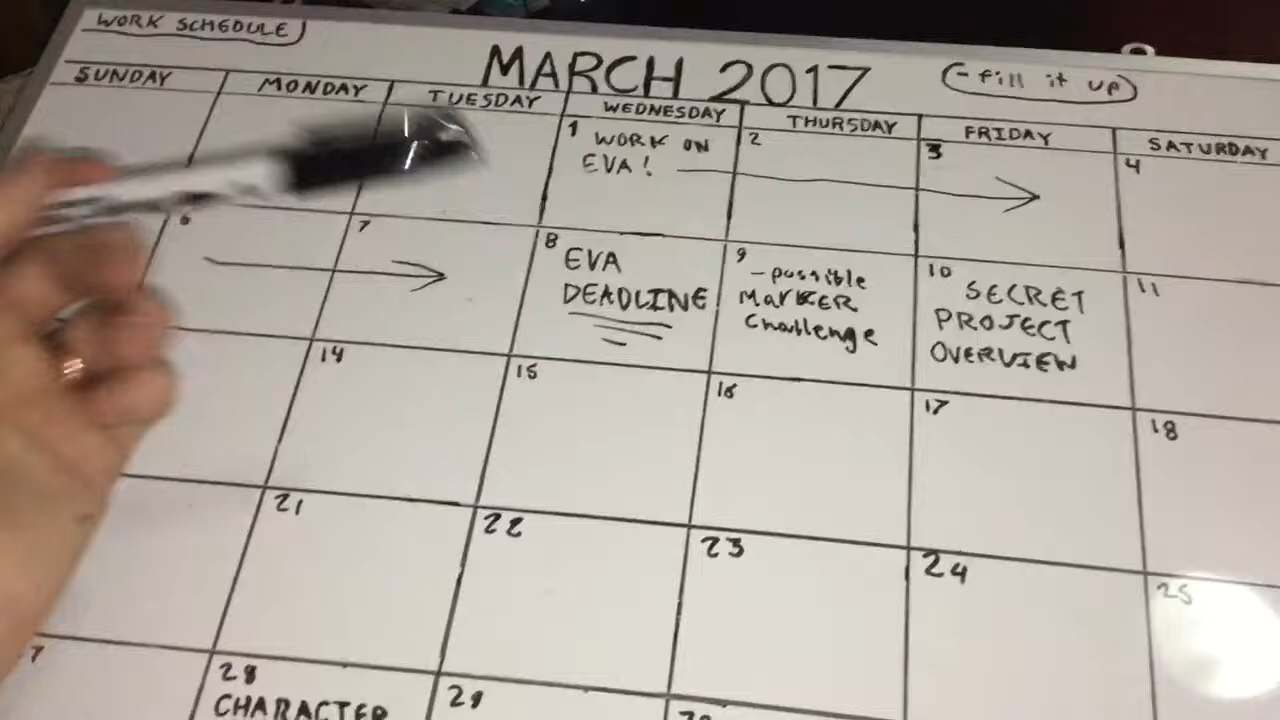 WORK SCHEDULE
MARCH 2017
- fill it up
SUNDAY MONDAY TUESDAY WEDNESDAY THURSDAY FRIDAY SATURDAY
1 2 3 4
WORK ON
EVA!
6 7 8 9 10 11
EVA
DEADLINE!
- possible
MARKER
Challenge
SECRET
PROJECT
OVERVIEW
14 15 16 17 18
21 22 23 24 25
7 28 29
CHARACTER